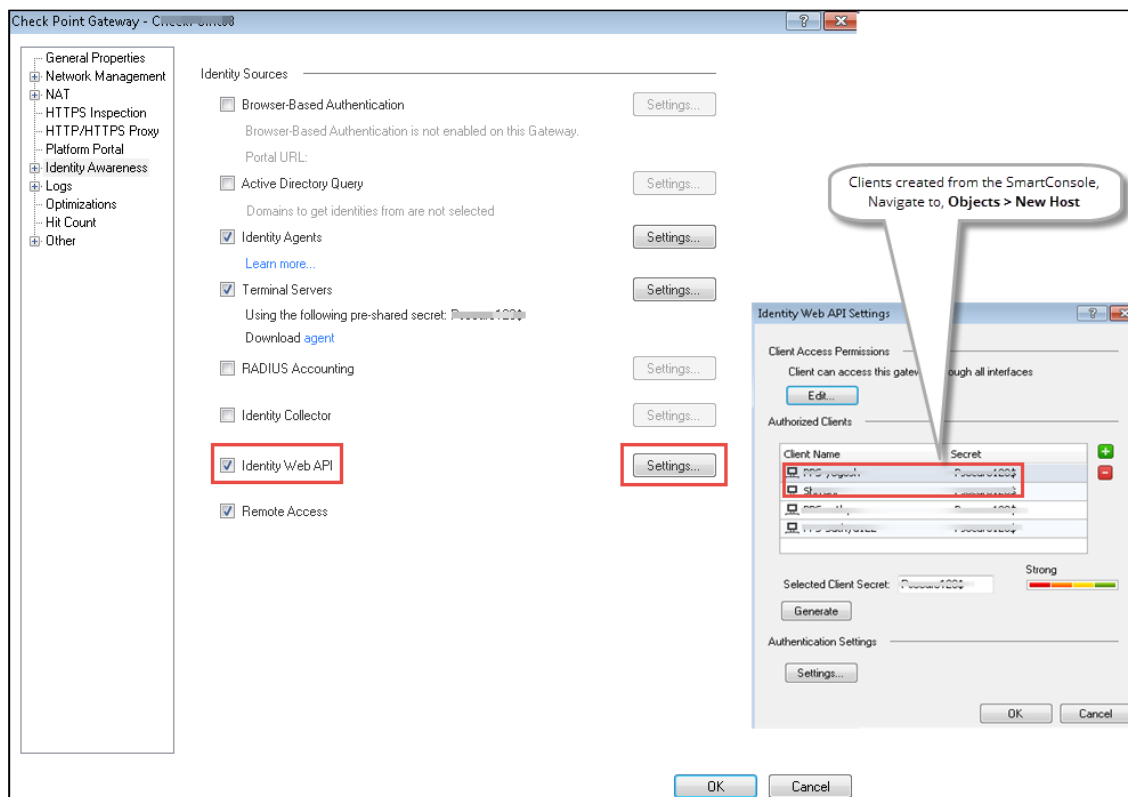 Check Point Gateway -
General Properties
Network Management
NAT
HTTPS Inspection
HTTP/HTTPS Proxy
Platform Portal
Identity Awareness
Logs
Optimizations
Hit Count
Other
Identity Sources
Browser-Based Authentication
Settings...
Browser-Based Authentication is not enabled on this Gateway.
Portal URL:
Active Directory Query
Settings...
Domains to get identities from are not selected
Identity Agents
Settings...
Learn more...
Terminal Servers
Settings...
Using the following pre-shared secret:
Download agent
RADIUS Accounting
Settings...
Identity Collector
Settings...
Identity Web API
Settings...
Remote Access
OK
Cancel
Clients created from the SmartConsole,
Navigate to, Objects > New Host
Identity Web API Settings
Client Access Permissions
Client can access this gatew ough all interfaces
Edit...
Authorized Clients
Client Name
Secret
Selected Client Secret:
Strong
Generate
Authentication Settings
Settings...
OK
Cancel